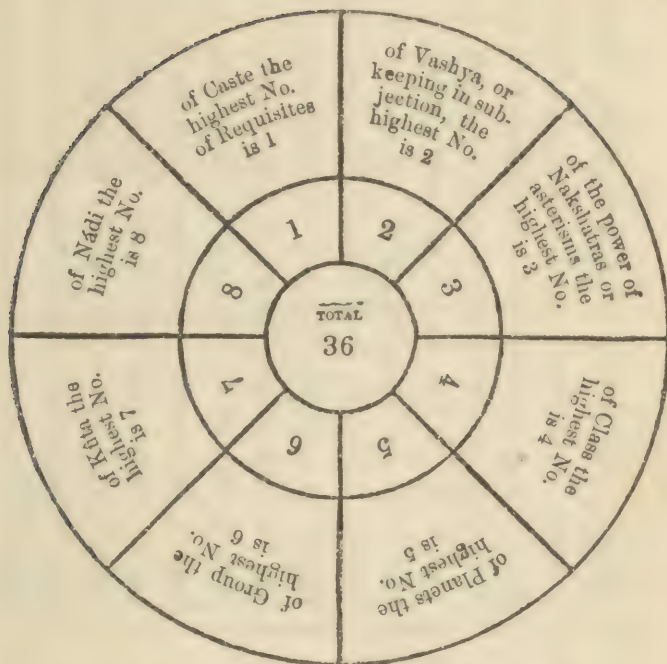 of Caste the
highest No.
of Requisites
is 1
of Vashya, or
keeping in sub-
jection, the
highest No.
is 2
of the power of
Nakshatras or
asterisms the
highest No.
is 3
of Class the
highest No.
is 4
of Planets the
highest No.
is 5
of Group the
highest No.
is 6
of Kûta the
highest No.
is 7
of Nádi the
highest No.
is 8
1
2
3
4
5
6
7
8
TOTAL
36